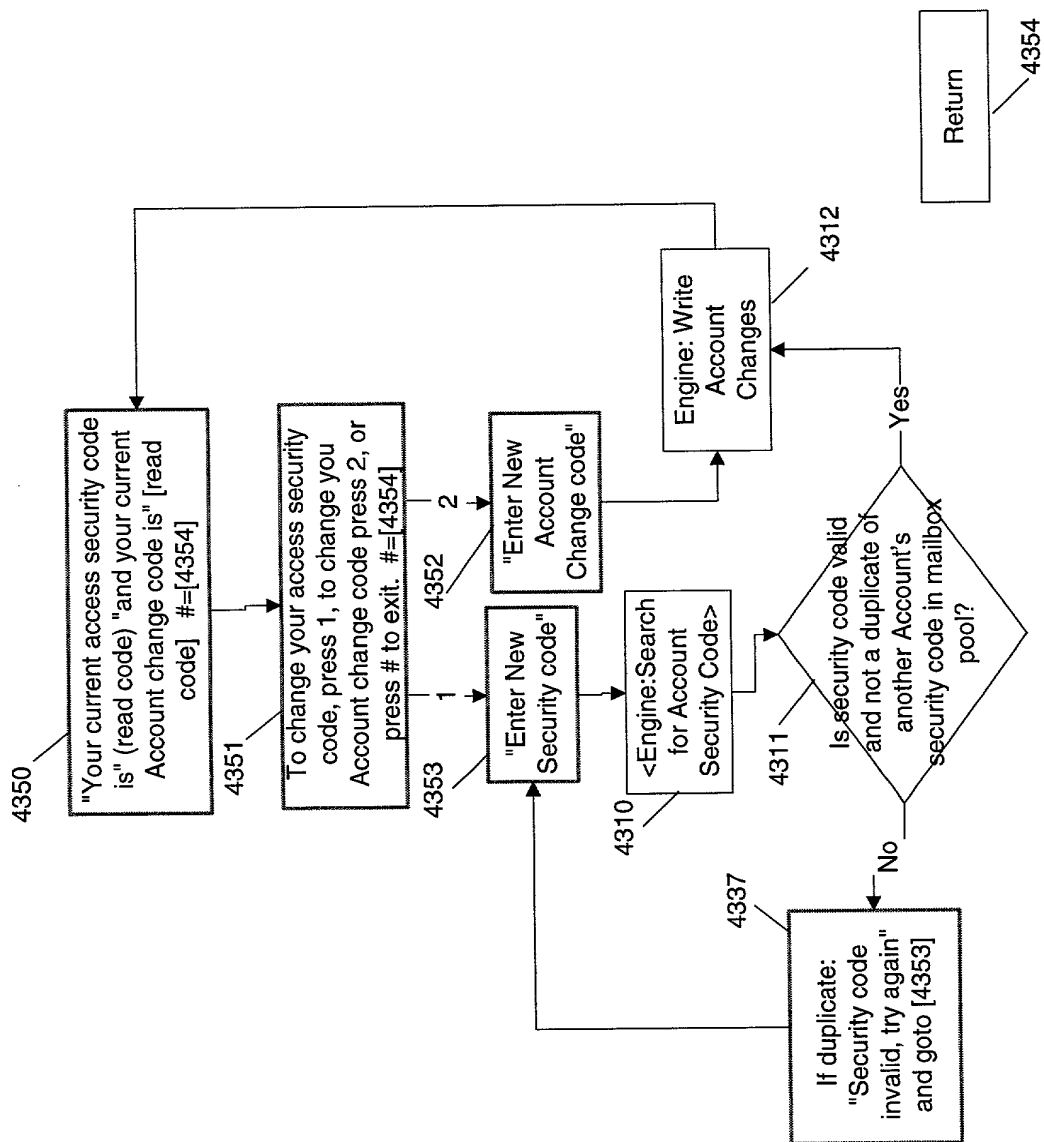 4350
"Your current access security code
is" (read code) "and your current
Account change code is" [read
code] #=[4354]
4351
To change your access security
code, press 1, to change you
Account change code press 2, or
press # to exit. #=[4354]
1
2
4353
"Enter New
Security code"
4352
"Enter New
Account
Change code"
4310
<Engine:Search
for Account
Security Code>
Engine: Write
Account
Changes
4312
4311
Is security code valid
and not a duplicate of
another Account's
security code in mailbox
pool?
No
Yes
4337
If duplicate:
"Security code
invalid, try again"
and goto [4353]
Return
4354